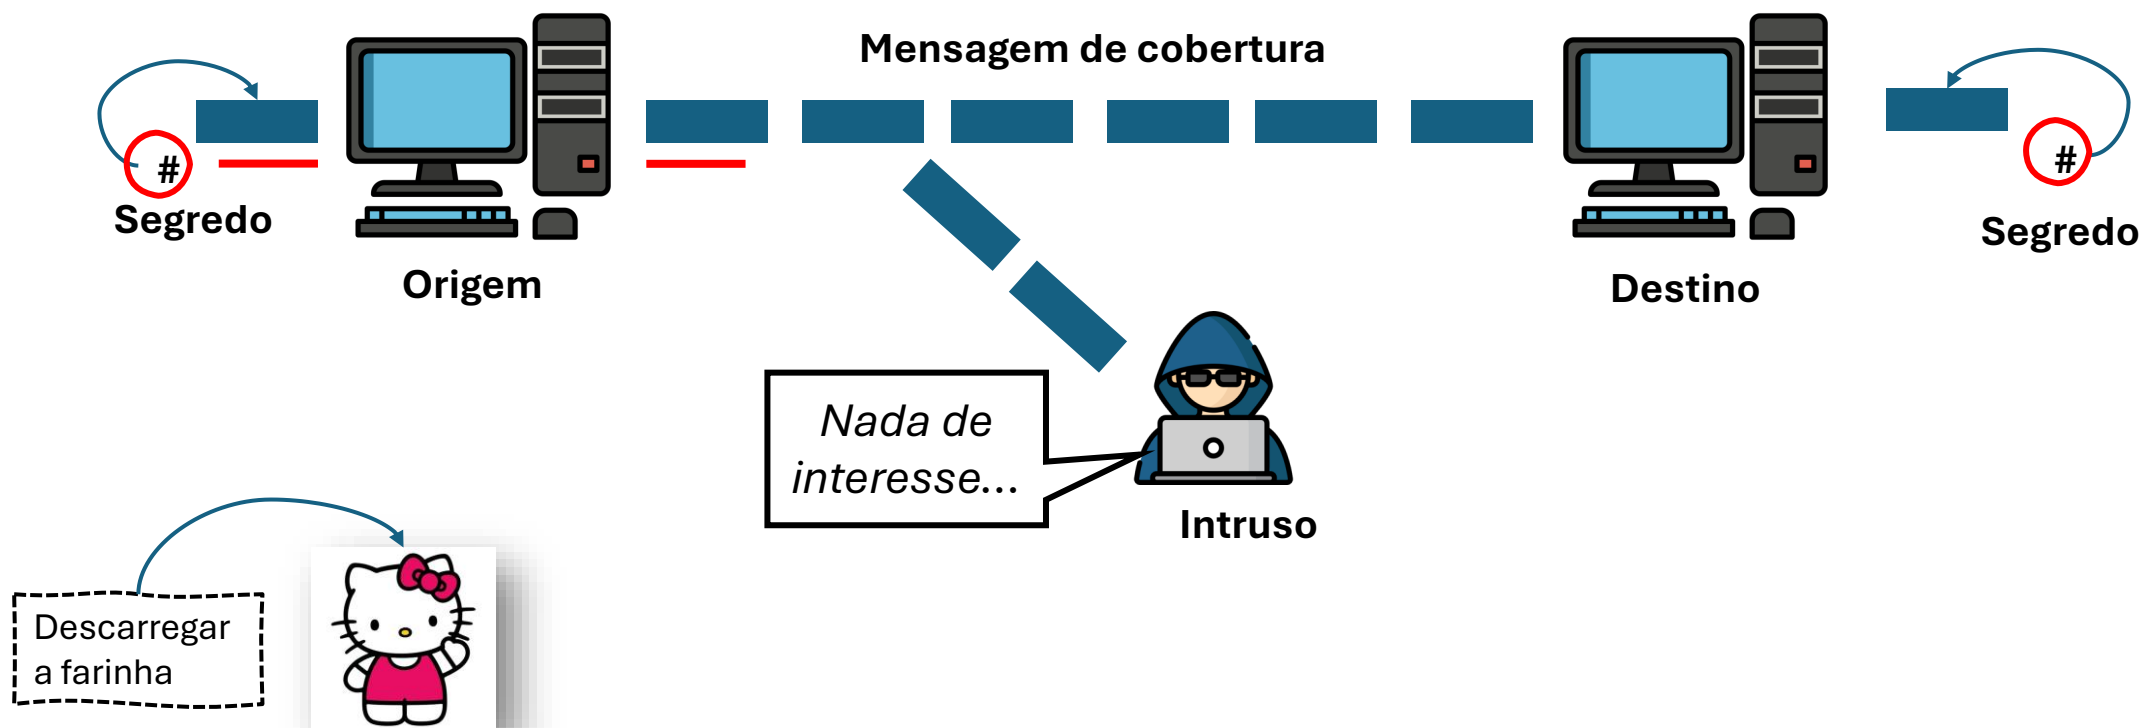 Mensagem de cobertura
#
Segredo
Origem
#
Segredo
Destino
Nada de
interesse...
Intruso
Descarregar
a farinha